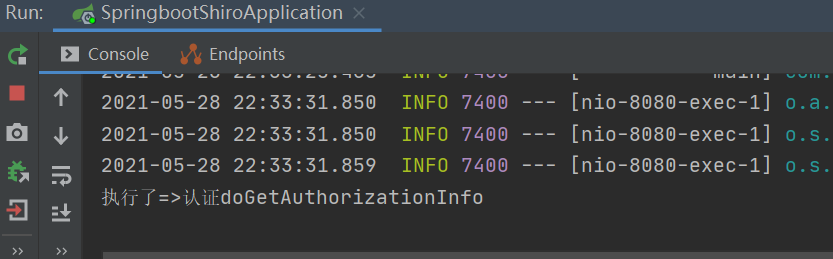 Run: SpringbootShiroApplication
Console Endpoints
INFO 7400 --- [ main]
2021-05-28 22:33:31.850 INFO 7400 --- [nio-8080-exec-1] o.a.
2021-05-28 22:33:31.850 INFO 7400 --- [nio-8080-exec-1] o.s.
2021-05-28 22:33:31.859 INFO 7400 --- [nio-8080-exec-1] o.s.
执行了=>认证doGetAuthorizationInfo